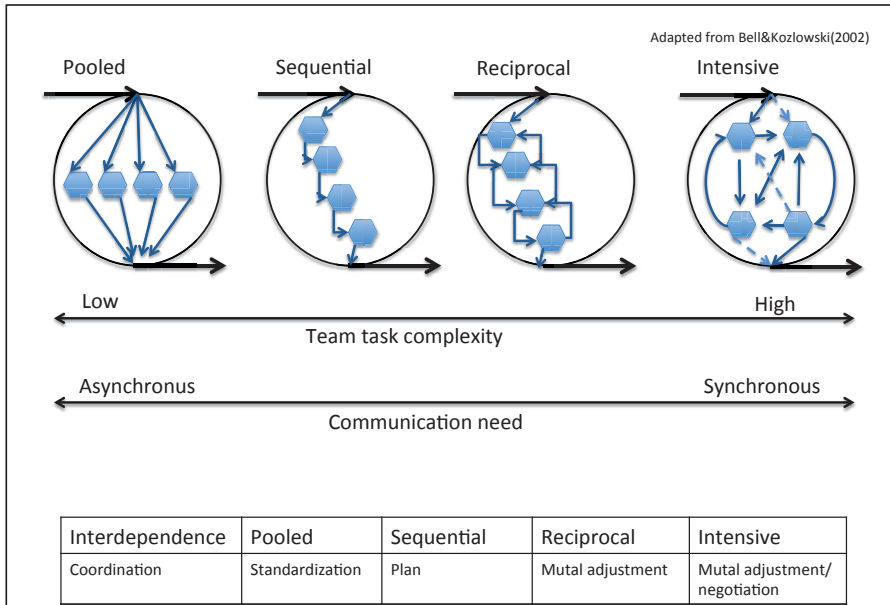 Adapted from Bell&Kozlowski(2002)
Pooled
Sequential
Reciprocal
Intensive
Low
High
Team task complexity
Asynchronus
Synchronous
Communication need
Interdependence Pooled Sequential Reciprocal Intensive
Coordination Standardization Plan Mutal adjustment Mutal adjustment/
negotiation